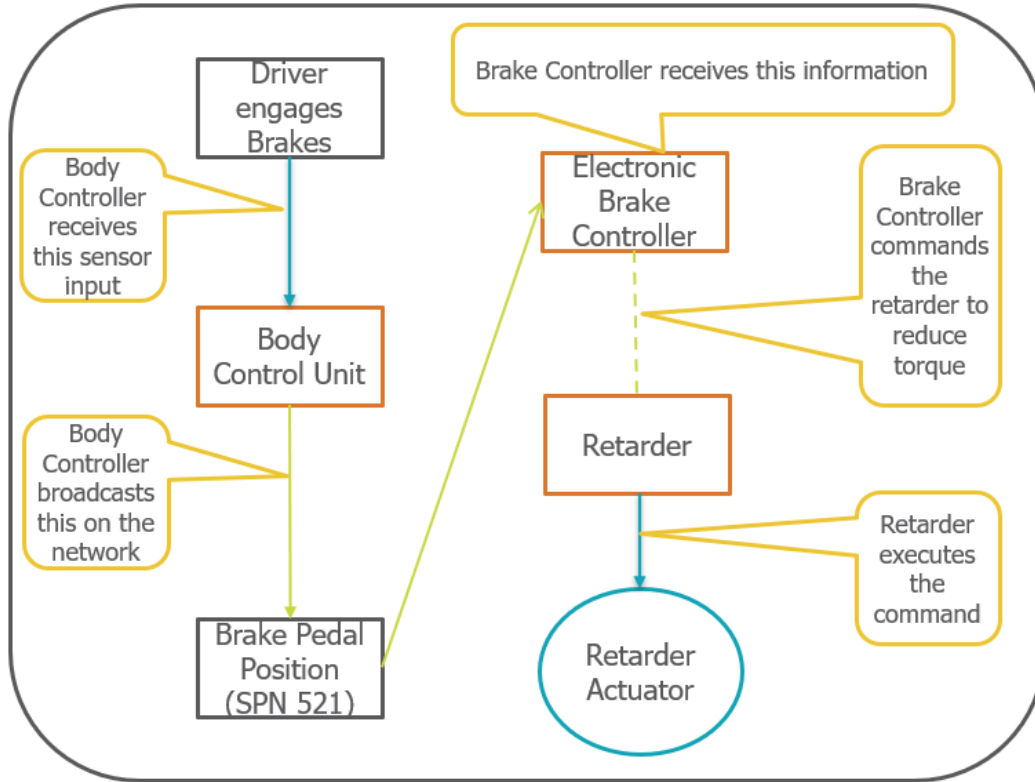 Driver
engages
Brakes
Body
Controller
receives
this sensor
input
Body
Control Unit
Body
Controller
broadcasts
this on the
network
Brake Pedal
Position
(SPN 521)
Brake Controller receives this information
Electronic
Brake
Controller
Brake
Controller
commands
the
retarder to
reduce
torque
Retarder
Retarder
executes
the
command
Retarder
Actuator